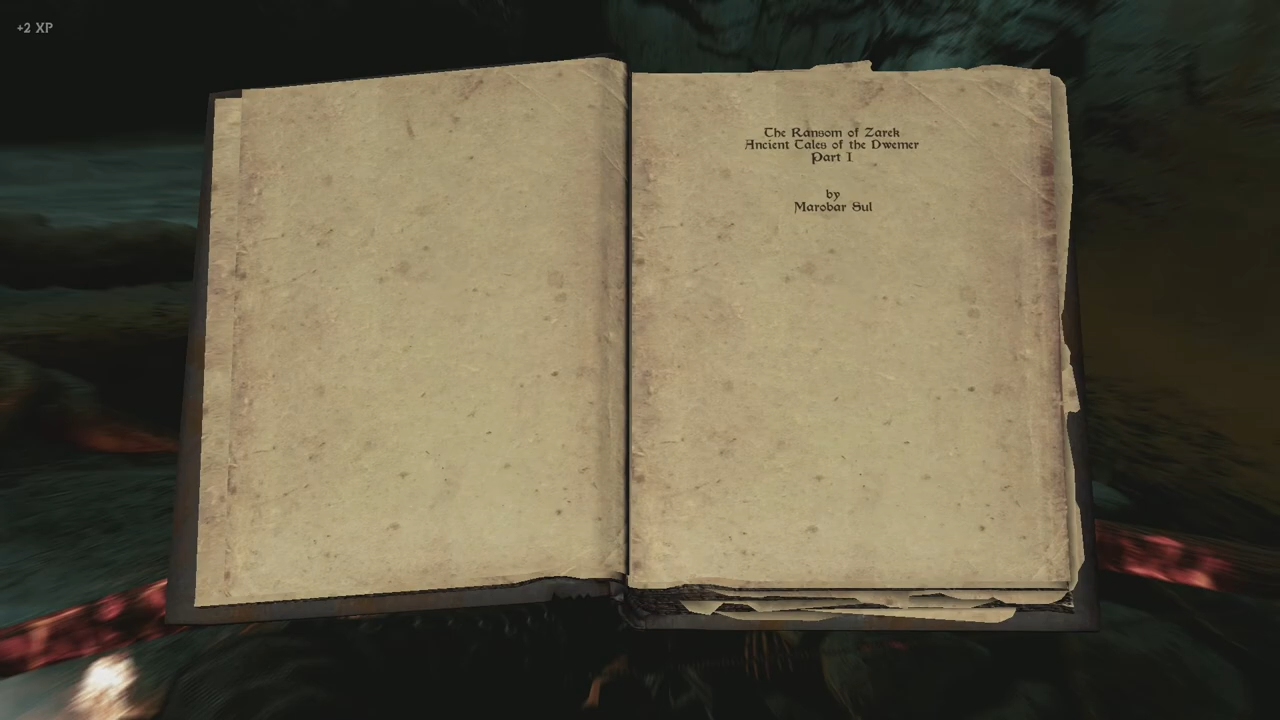 +2 XP
The Ransom of Zarek
Ancient Tales of the Dwemer
Part I
by
Marobar Sul